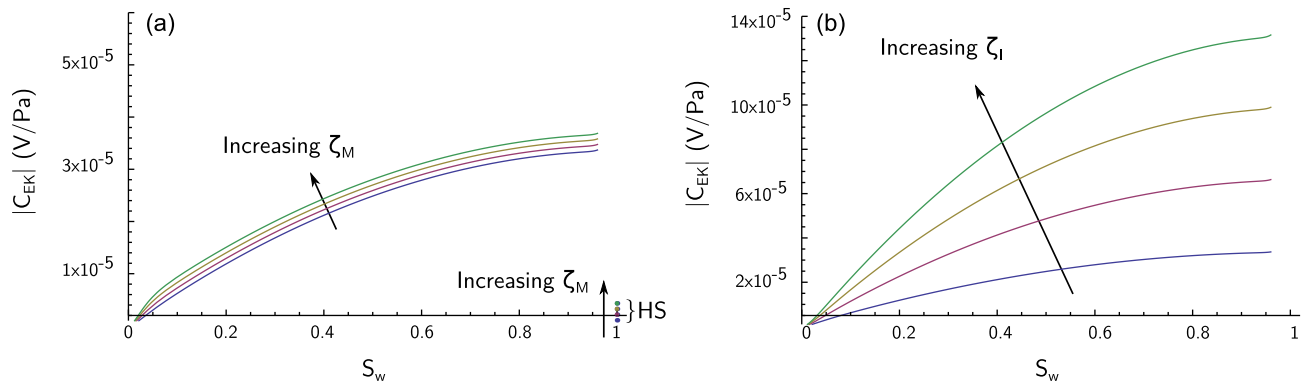 (a)
|C_EK| (V/Pa)
5x10⁻⁵
3x10⁻⁵
1x10⁻⁵
Increasing ζ_M
Increasing ζ_M
}HS
0 0.2 0.4 0.6 0.8 1
S_w
(b)
|C_EK| (V/Pa)
14x10⁻⁵
10x10⁻⁵
6x10⁻⁵
2x10⁻⁵
Increasing ζ_I
0 0.2 0.4 0.6 0.8 1
S_w